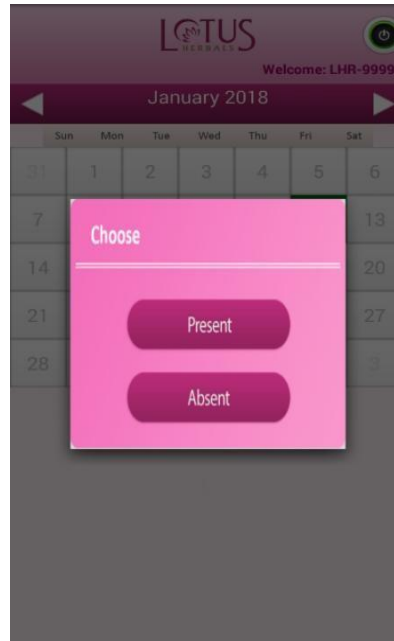 LOTUS
HERBALS
Welcome: LHR-9999
January 2018
Sun Mon Tue Wed Thu Fri Sat
31 1 2 3 4 5 6
7 13
Choose
14 20
21 Present 27
28 3
Absent